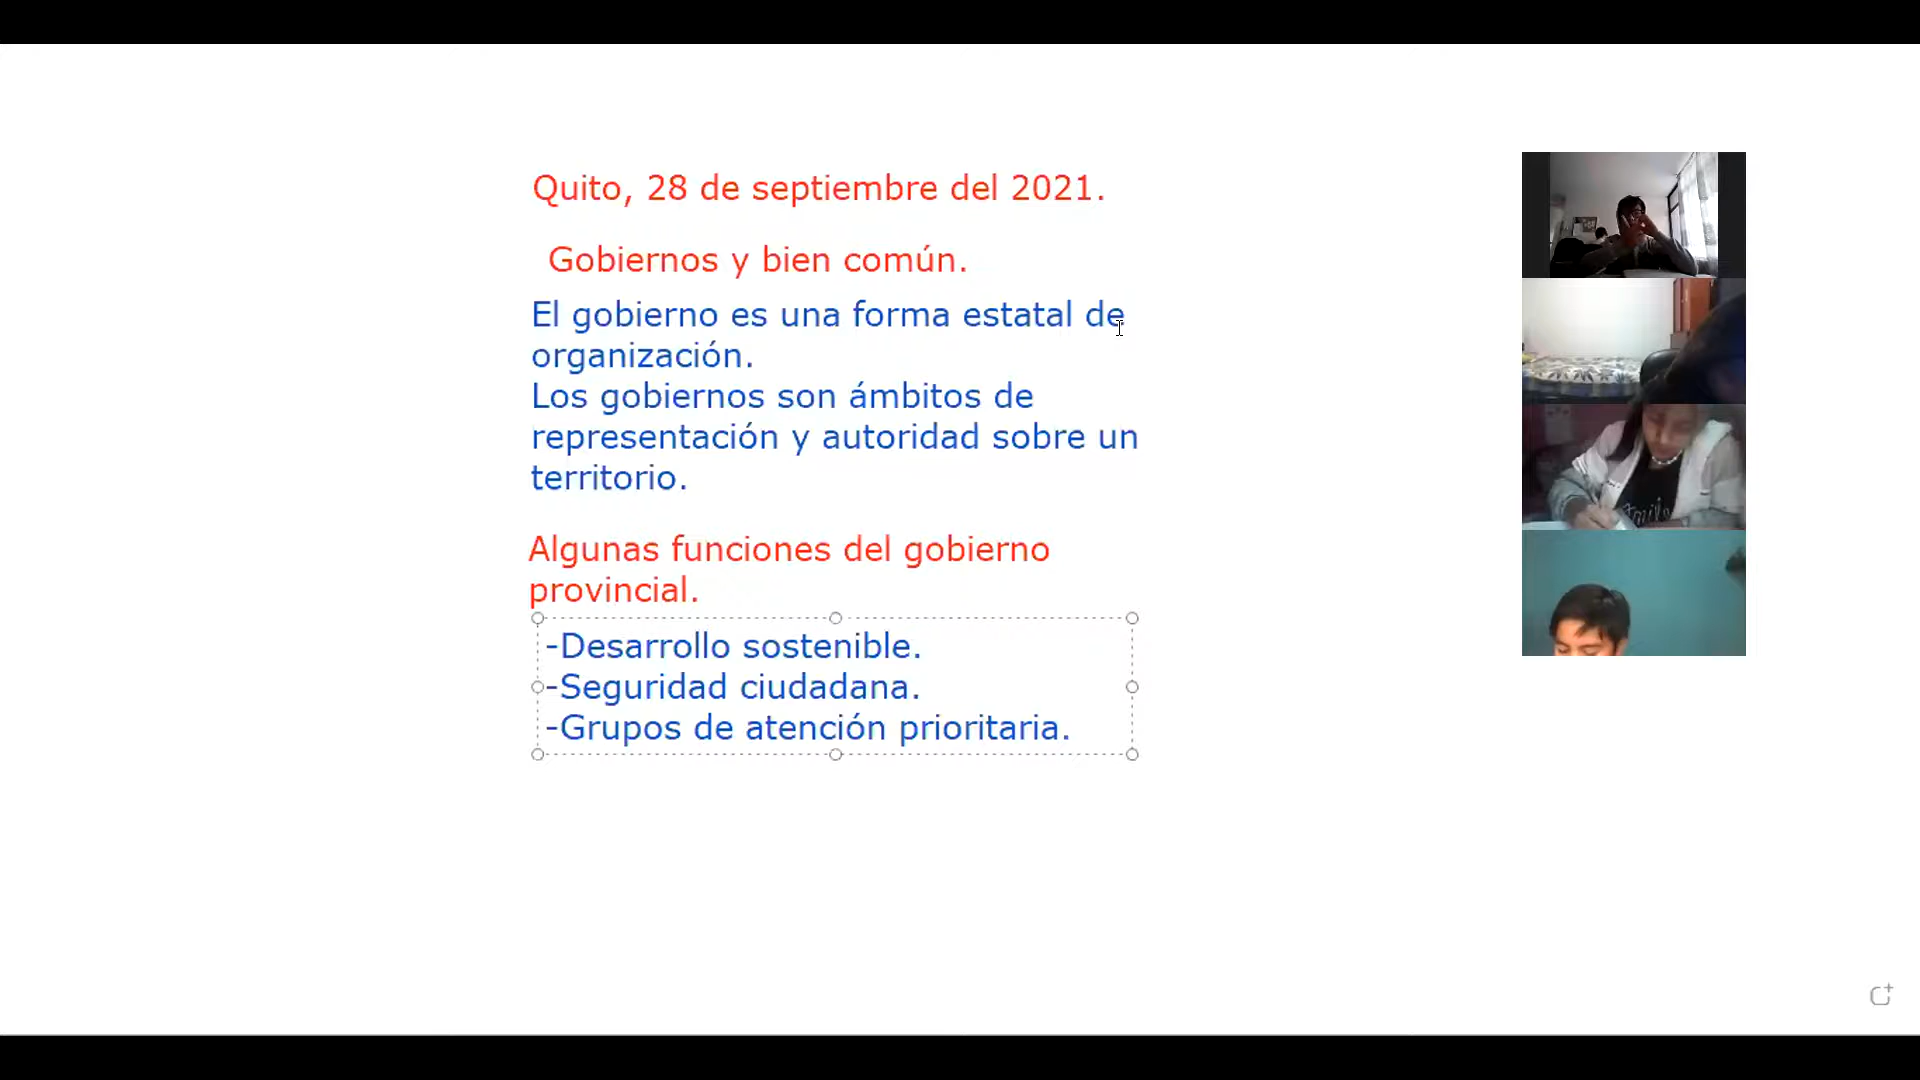 Quito, 28 de septiembre del 2021.
Gobiernos y bien común.
El gobierno es una forma estatal de
organización.
Los gobiernos son ámbitos de
representación y autoridad sobre un
territorio.
Algunas funciones del gobierno
provincial.
-Desarrollo sostenible.
-Seguridad ciudadana.
-Grupos de atención prioritaria.